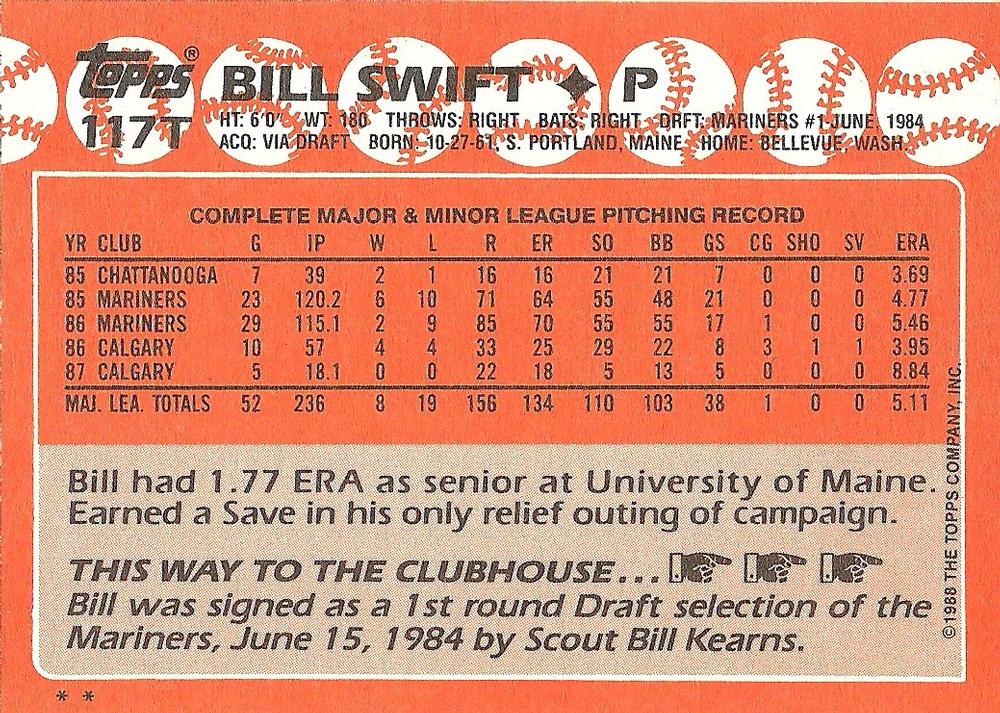 Topps®
117T
BILL SWIFT ✦ P
HT: 6'0" WT: 180 THROWS: RIGHT BATS: RIGHT DRFT: MARINERS #1-JUNE, 1984
ACQ: VIA DRAFT BORN: 10-27-61, S. PORTLAND, MAINE HOME: BELLEVUE, WASH.
COMPLETE MAJOR & MINOR LEAGUE PITCHING RECORD
YR CLUB G IP W L R ER SO BB GS CG SHO SV ERA
85 CHATTANOOGA 7 39 2 1 16 16 21 21 7 0 0 0 3.69
85 MARINERS 23 120.2 6 10 71 64 55 48 21 0 0 0 4.77
86 MARINERS 29 115.1 2 9 85 70 55 55 17 1 0 0 5.46
86 CALGARY 10 57 4 4 33 25 29 22 8 3 1 1 3.95
87 CALGARY 5 18.1 0 0 22 18 5 13 5 0 0 0 8.84
MAJ. LEA. TOTALS 52 236 8 19 156 134 110 103 38 1 0 0 5.11
Bill had 1.77 ERA as senior at University of Maine.
Earned a Save in his only relief outing of campaign.
THIS WAY TO THE CLUBHOUSE...
Bill was signed as a 1st round Draft selection of the
Mariners, June 15, 1984 by Scout Bill Kearns.
©1988 THE TOPPS COMPANY, INC.
* *